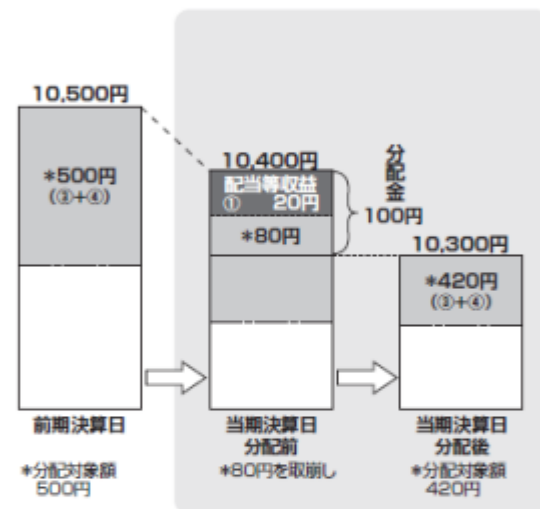 10,500円
*500円
(③+④)
前期決算日
*分配対象額
500円
10,400円
配当等収益
① 20円
*80円
分配金
100円
当期決算日
分配前
*80円を取崩し
10,300円
*420円
(③+④)
当期決算日
分配後
*分配対象額
420円